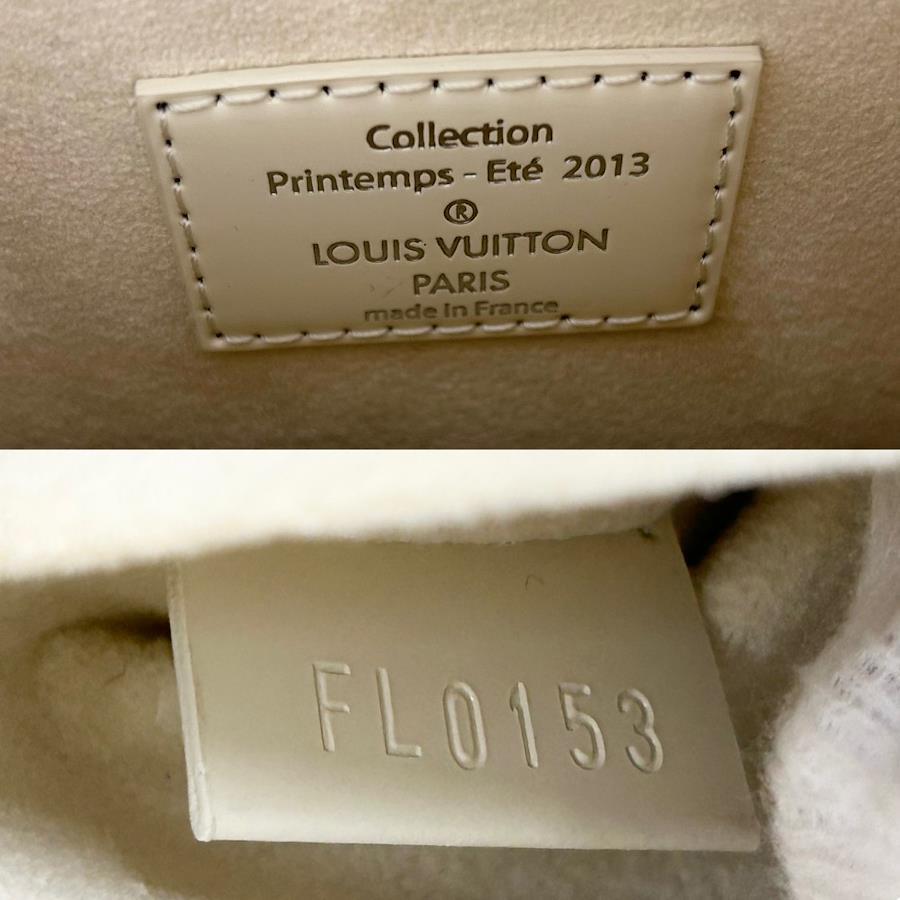 Collection
Printemps - Eté 2013
®
LOUIS VUITTON
PARIS
made in France
FL0153